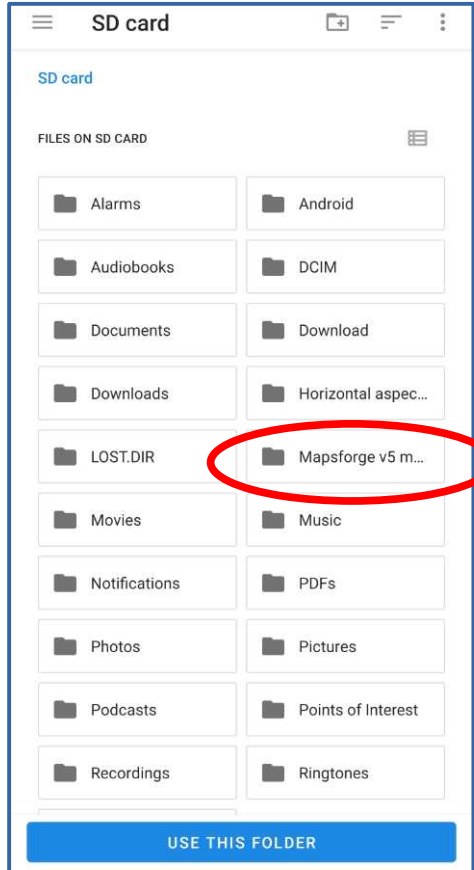 SD card
SD card
FILES ON SD CARD
Alarms
Android
Audiobooks
DCIM
Documents
Download
Downloads
Horizontal aspec...
LOST.DIR
Mapsforge v5 m...
Movies
Music
Notifications
PDFs
Photos
Pictures
Podcasts
Points of Interest
Recordings
Ringtones
USE THIS FOLDER